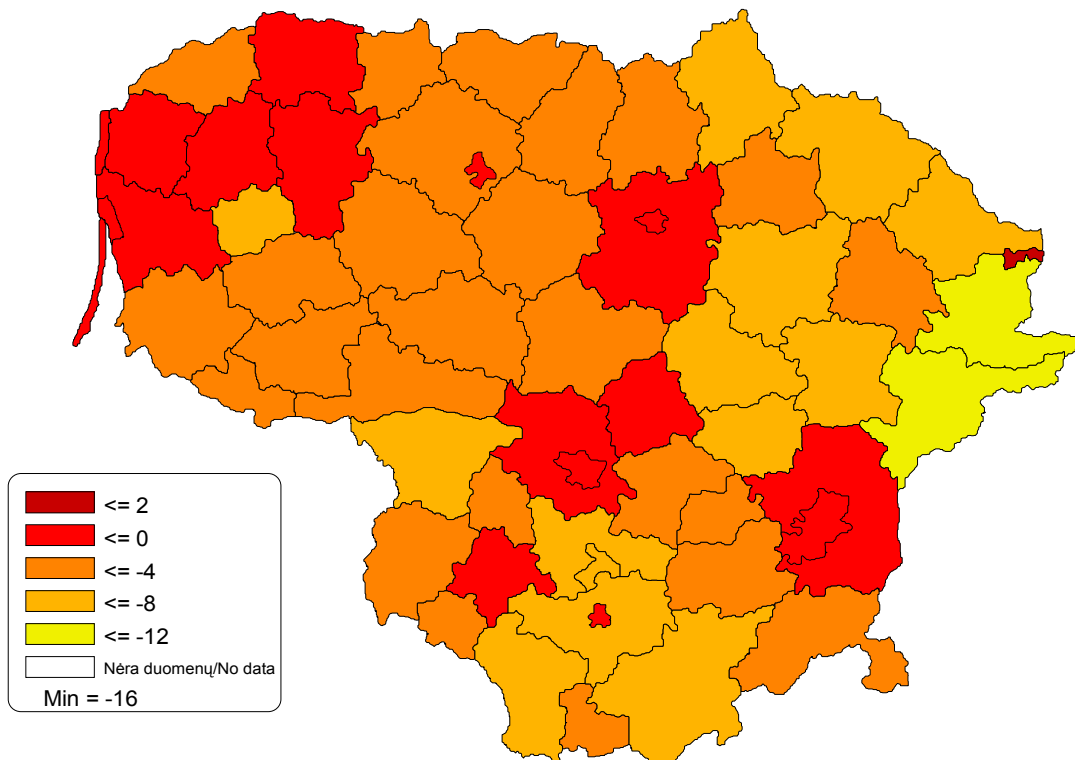 <= 2
<= 0
<= -4
<= -8
<= -12
Nėra duomenų/No data
Min = -16